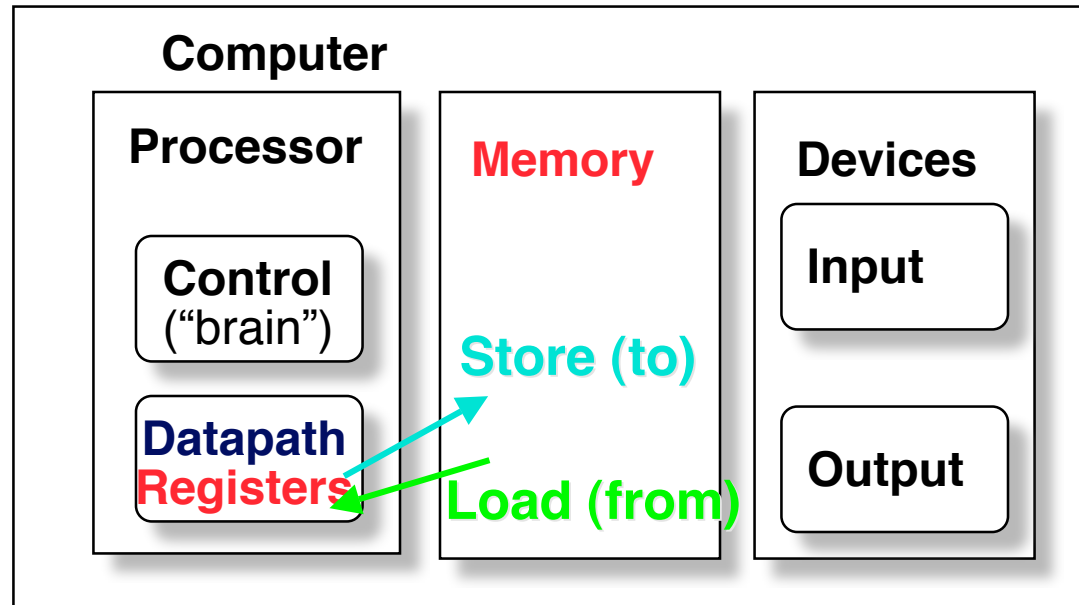 Computer
Processor
Control
(“brain”)
Datapath
Registers
Memory
Store (to)
Load (from)
Devices
Input
Output